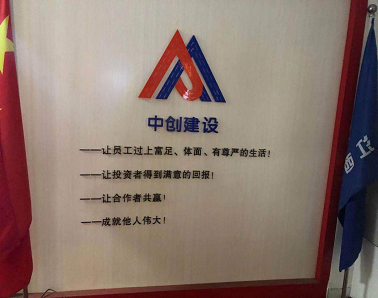 中创建设
——让员工过上富足、体面、有尊严的生活!
——让投资者得到满意的回报!
——让合作者共赢!
——成就他人伟大!
江西